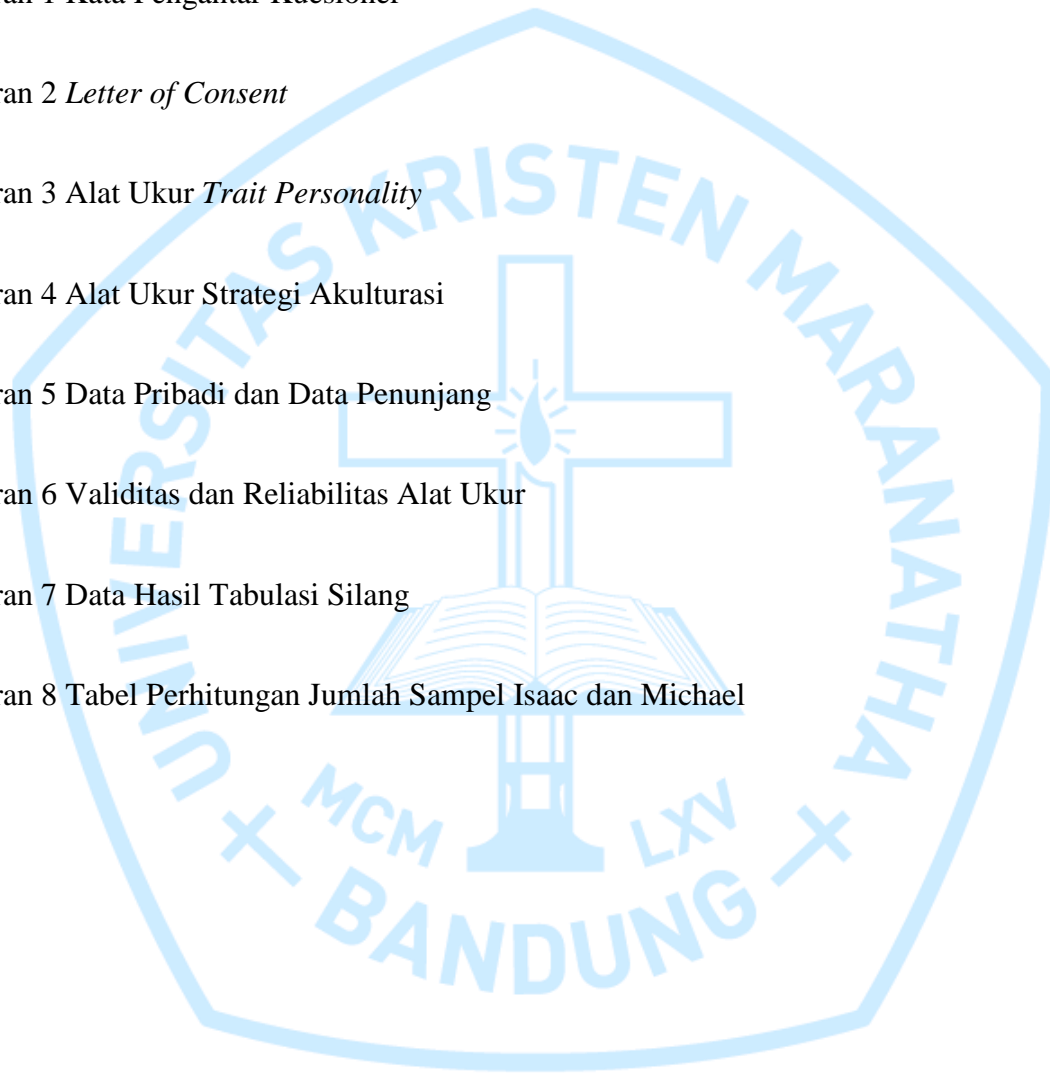 ran 1 Kata Pengantar Kuesioner
ran 2 Letter of Consent
ran 3 Alat Ukur Trait Personality
ran 4 Alat Ukur Strategi Akulturasi
ran 5 Data Pribadi dan Data Penunjang
ran 6 Validitas dan Reliabilitas Alat Ukur
ran 7 Data Hasil Tabulasi Silang
ran 8 Tabel Perhitungan Jumlah Sampel Isaac dan Michael
UNIVERSITAS KRISTEN MARANATHA
MCM LXV
BANDUNG